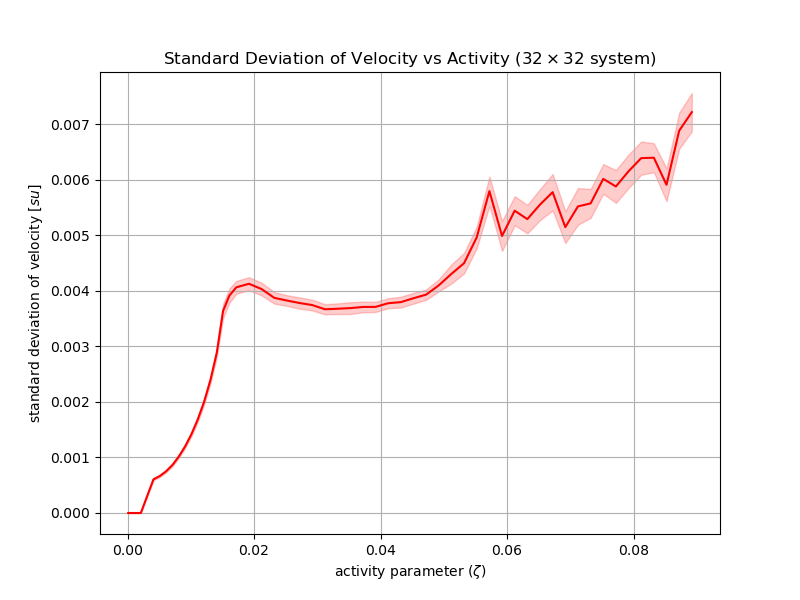 Standard Deviation of Velocity vs Activity (32 × 32 system)
standard deviation of velocity [su]
0.007
0.006
0.005
0.004
0.003
0.002
0.001
0.000
0.00 0.02 0.04 0.06 0.08
activity parameter (ζ)